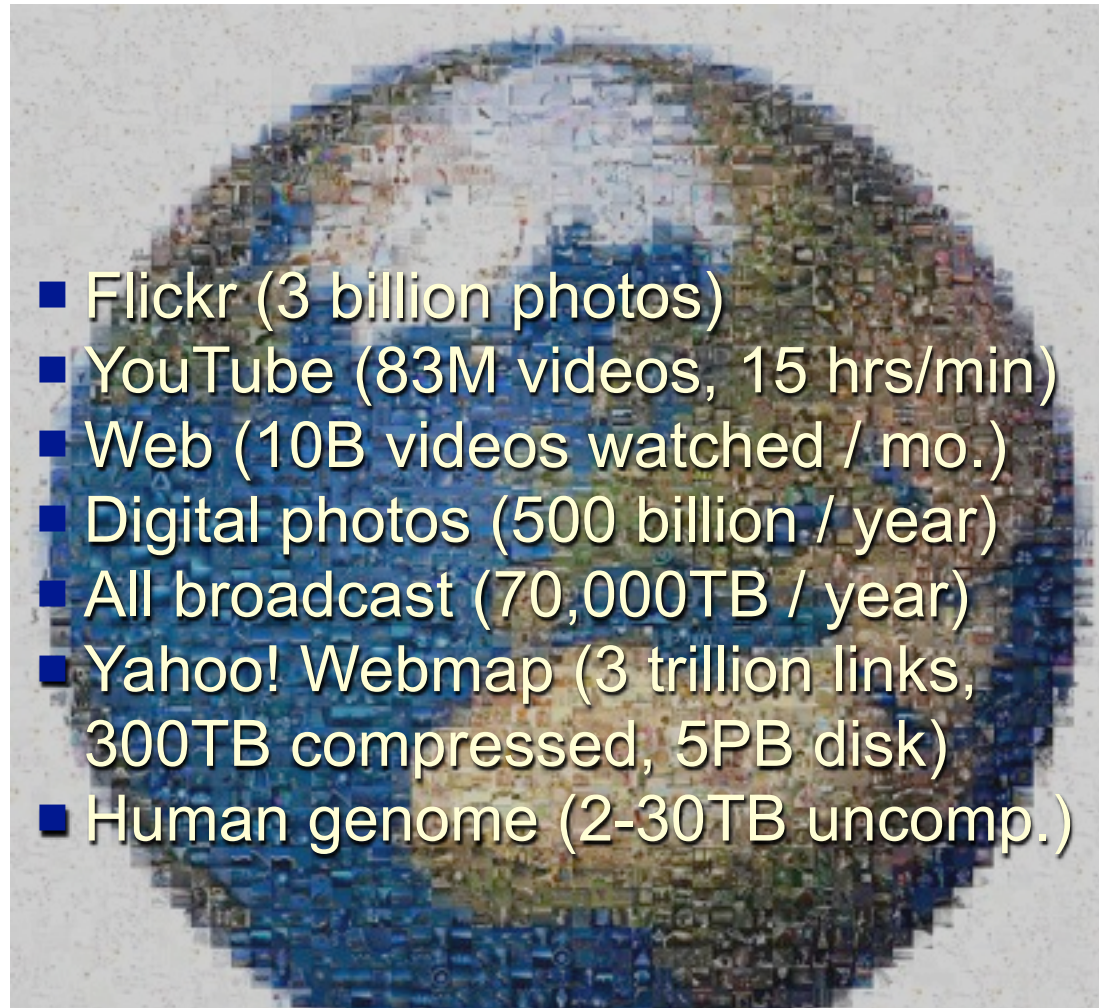 ▪ Flickr (3 billion photos)
▪ YouTube (83M videos, 15 hrs/min)
▪ Web (10B videos watched / mo.)
▪ Digital photos (500 billion / year)
▪ All broadcast (70,000TB / year)
▪ Yahoo! Webmap (3 trillion links,
300TB compressed, 5PB disk)
▪ Human genome (2-30TB uncomp.)